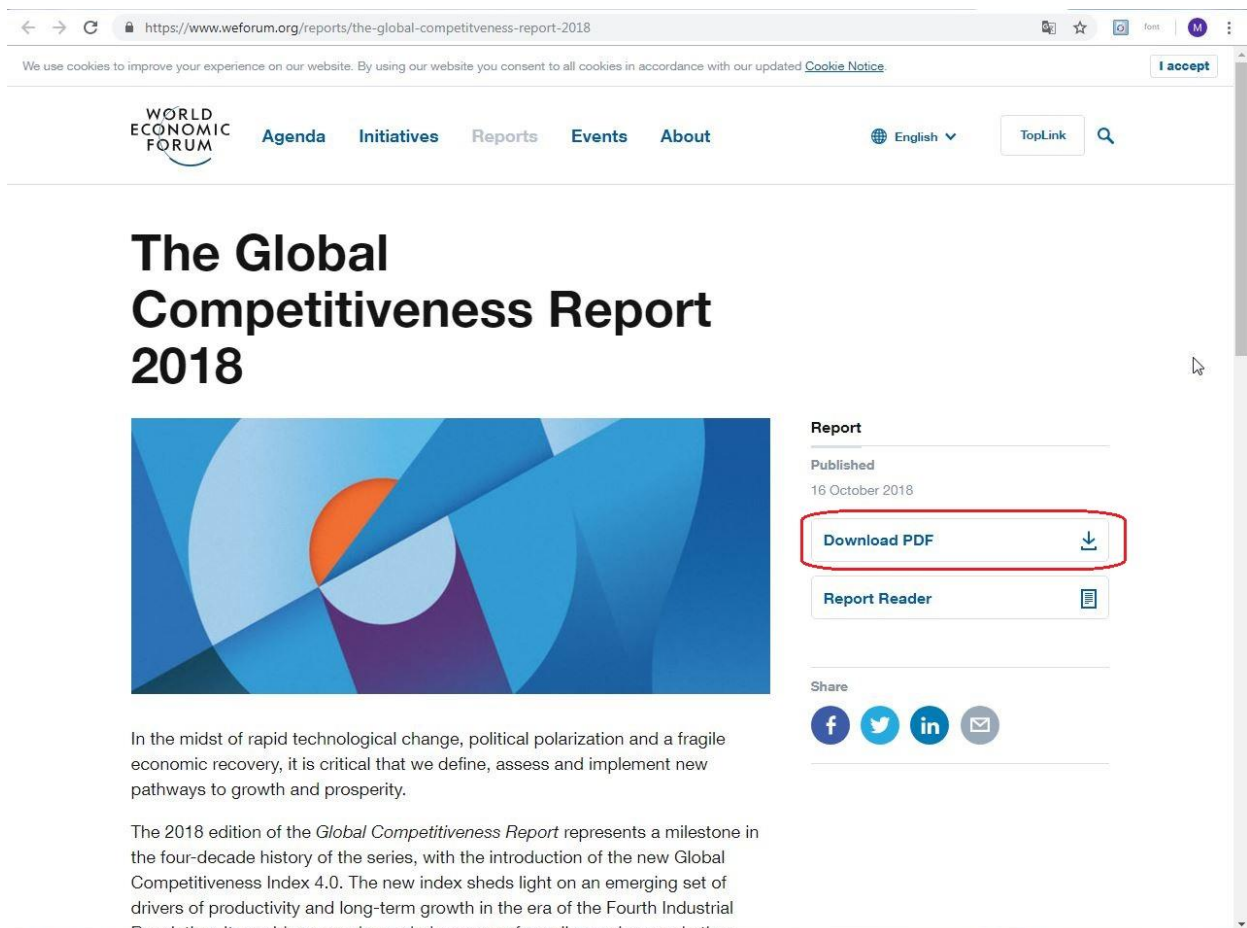 https://www.weforum.org/reports/the-global-competitveness-report-2018
font
M
We use cookies to improve your experience on our website. By using our website you consent to all cookies in accordance with our updated Cookie Notice.
I accept
WORLD
ECONOMIC
FORUM
Agenda Initiatives Reports Events About
English
TopLink
The Global
Competitiveness Report
2018
Report
Published
16 October 2018
Download PDF
Report Reader
Share
f
in
In the midst of rapid technological change, political polarization and a fragile
economic recovery, it is critical that we define, assess and implement new
pathways to growth and prosperity.
The 2018 edition of the Global Competitiveness Report represents a milestone in
the four-decade history of the series, with the introduction of the new Global
Competitiveness Index 4.0. The new index sheds light on an emerging set of
drivers of productivity and long-term growth in the era of the Fourth Industrial